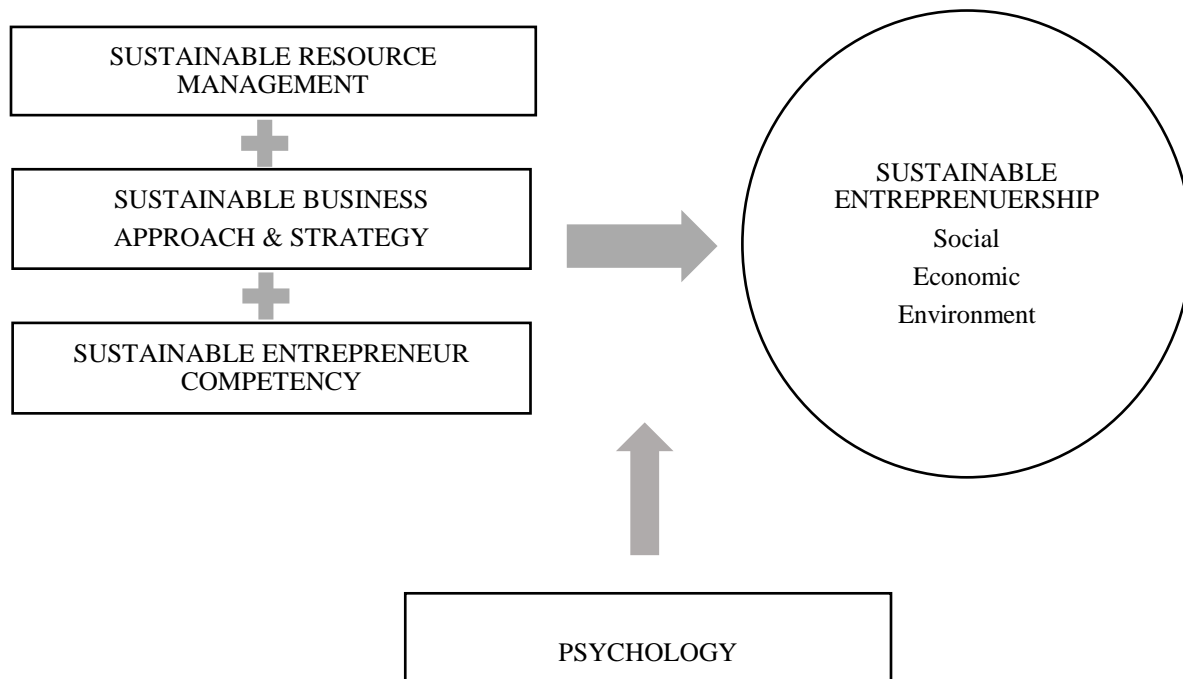 SUSTAINABLE RESOURCE
MANAGEMENT
SUSTAINABLE BUSINESS
APPROACH & STRATEGY
SUSTAINABLE ENTREPRENEUR
COMPETENCY
SUSTAINABLE
ENTREPRENUERSHIP
Social
Economic
Environment
PSYCHOLOGY